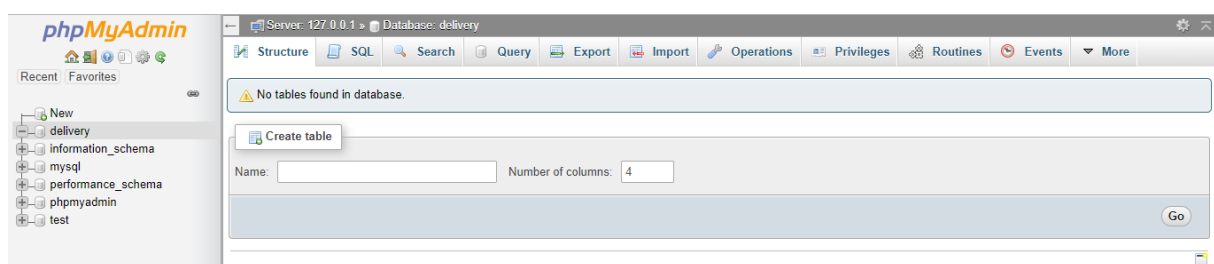 phpMyAdmin
Recent Favorites
New
delivery
information_schema
mysql
performance_schema
phpmyadmin
test
Server: 127.0.0.1 » Database: delivery
Structure SQL Search Query Export Import Operations Privileges Routines Events More
No tables found in database.
Create table
Name: Number of columns: 4
Go